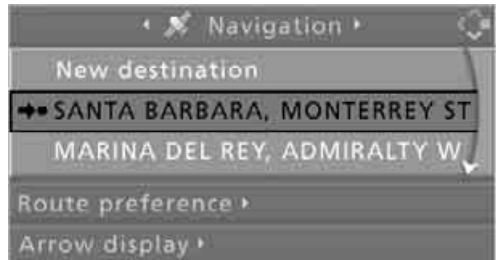 Navigation
New destination
SANTA BARBARA, MONTERREY ST
MARINA DEL REY, ADMIRALTY W
Route preference
Arrow display